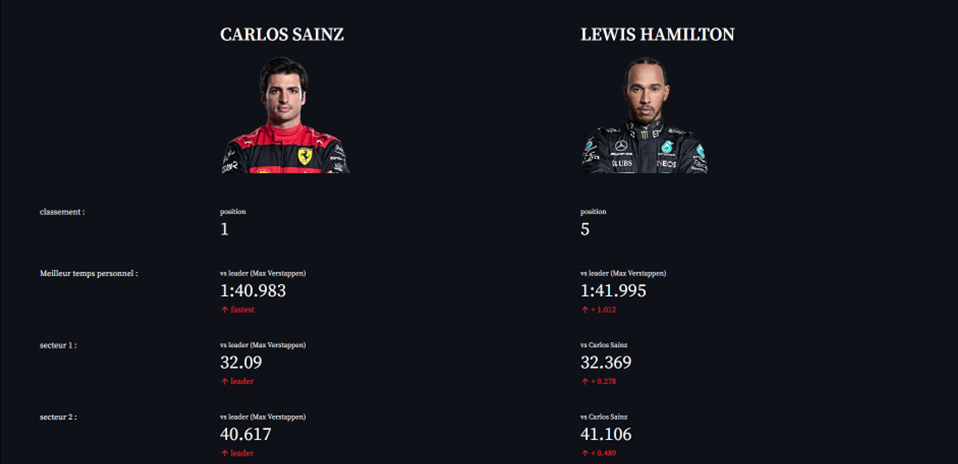 CARLOS SAINZ
LEWIS HAMILTON
UBS
INEOS
classement :
position
1
position
5
Meilleur temps personnel :
vs leader (Max Verstappen)
1:40.983
↑ fastest
vs leader (Max Verstappen)
1:41.995
↑ + 1.012
secteur 1 :
vs leader (Max Verstappen)
32.09
↑ leader
vs Carlos Sainz
32.369
↑ + 0.278
secteur 2 :
vs leader (Max Verstappen)
40.617
↑ leader
vs Carlos Sainz
41.106
↑ + 0.489